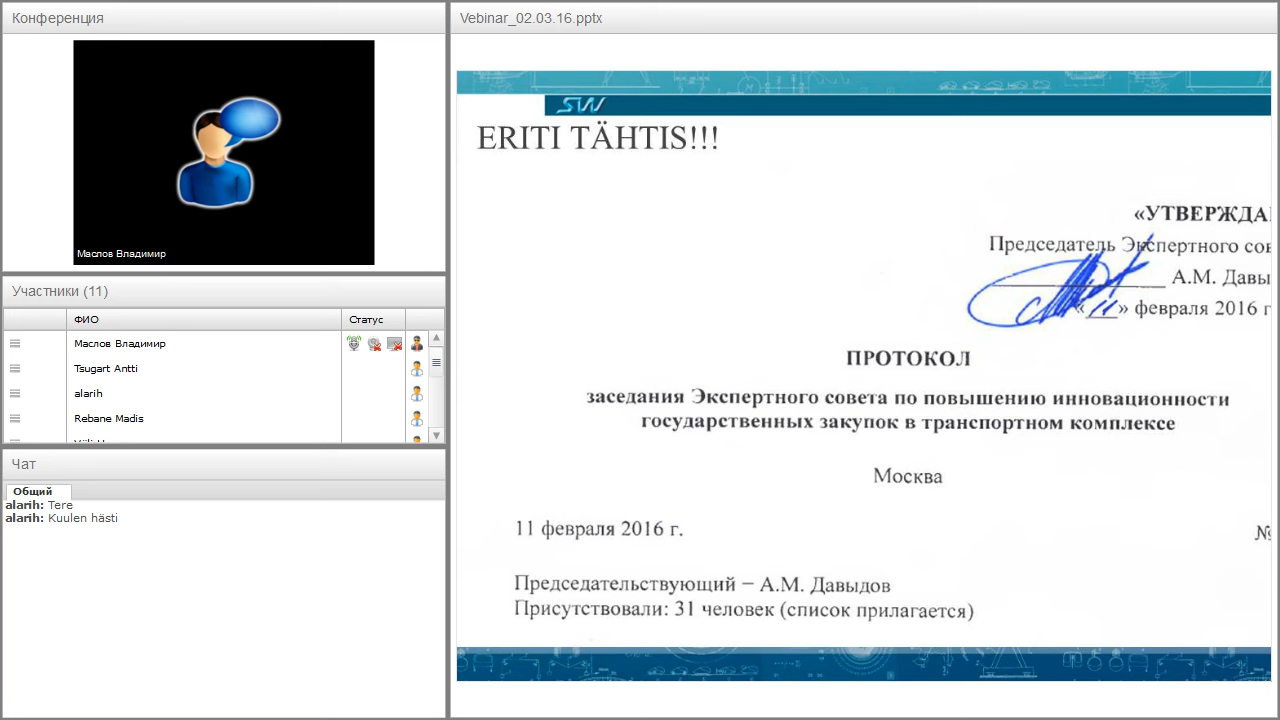 Конференция
Маслов Владимир
Участники (11)
ФИО
Статус
Маслов Владимир
Tsugart Antti
alarih
Rebane Madis
Чат
Общий
alarih: Tere
alarih: Kuulen hästi
Vebinar_02.03.16.pptx
SW
ERITI TÄHTIS!!!
«УТВЕРЖДА
Председатель Экспертного сов
А.М. Давы
«11» февраля 2016 г
ПРОТОКОЛ
заседания Экспертного совета по повышению инновационности
государственных закупок в транспортном комплексе
Москва
11 февраля 2016 г.
№
Председательствующий – А.М. Давыдов
Присутствовали: 31 человек (список прилагается)